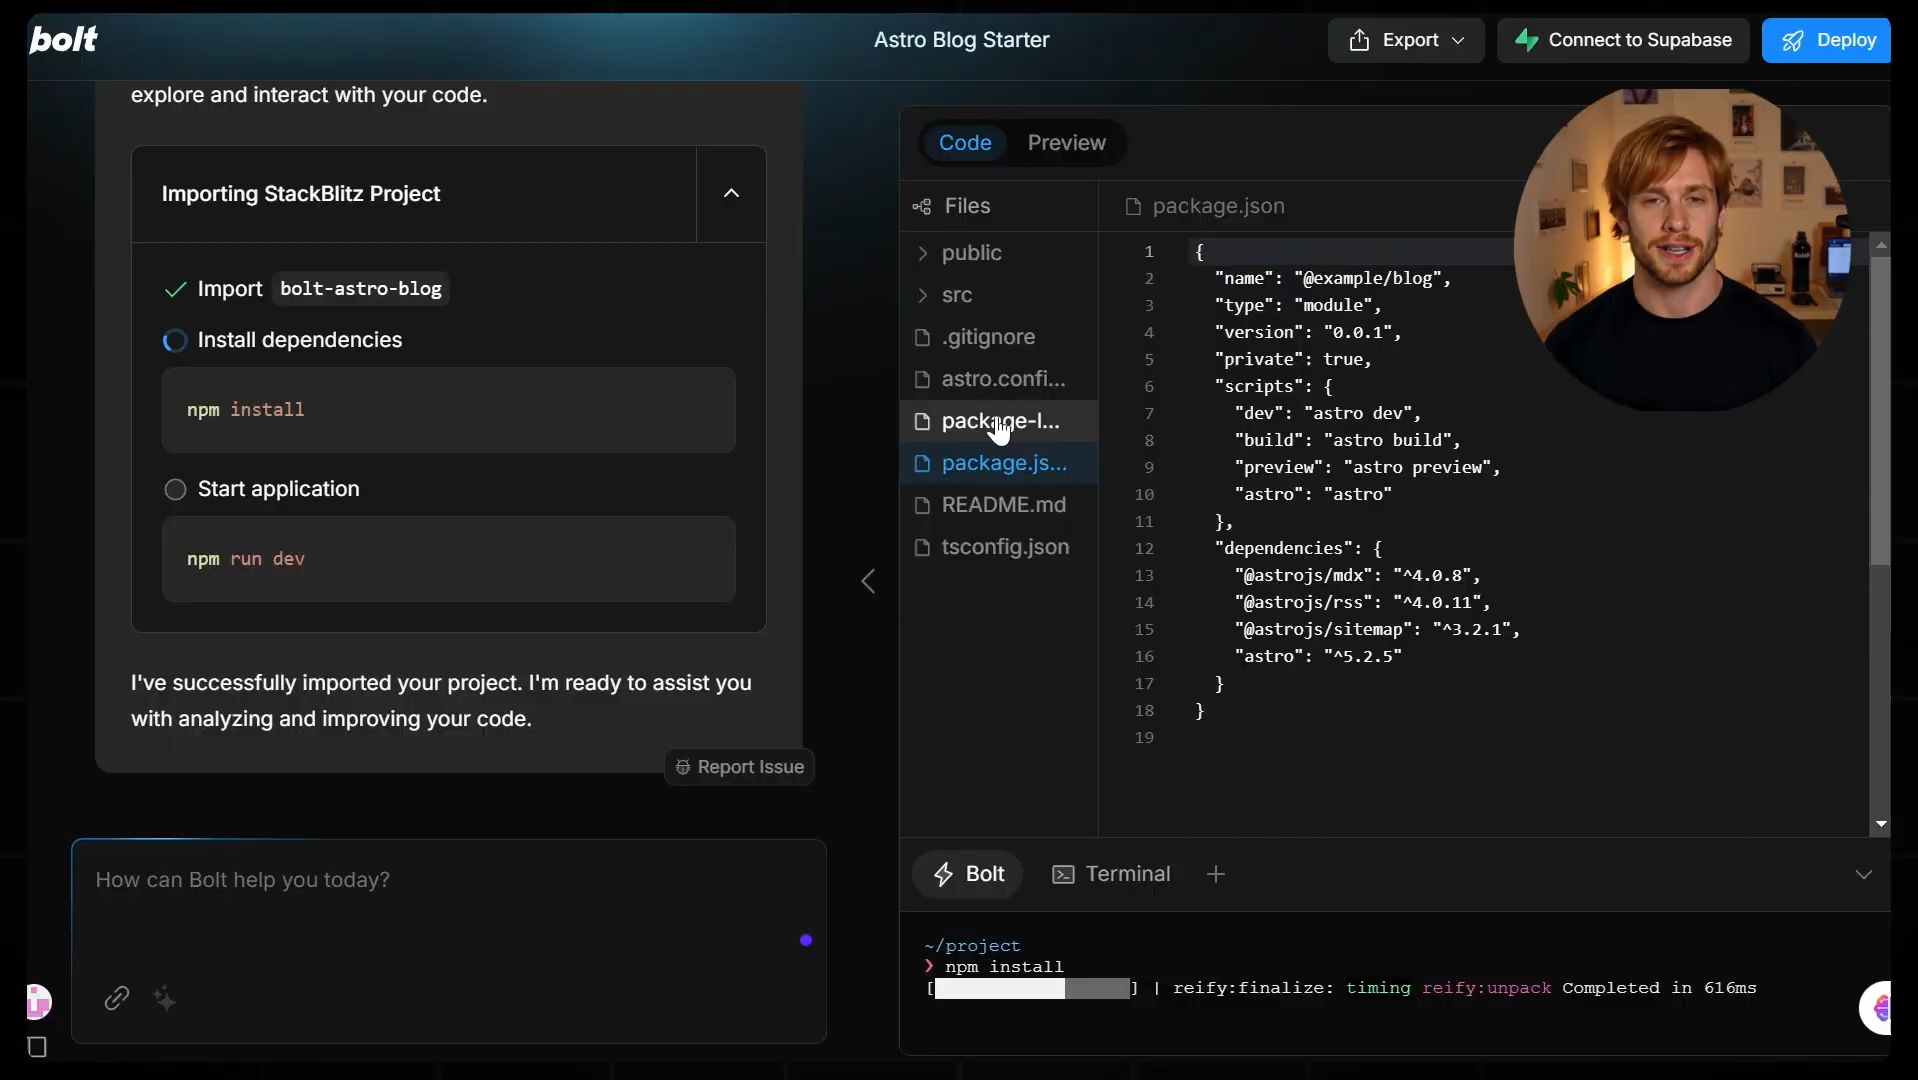 bolt
Astro Blog Starter
Export
Connect to Supabase
Deploy
explore and interact with your code.
Importing StackBlitz Project
Import bolt-astro-blog
Install dependencies
npm install
Start application
npm run dev
I've successfully imported your project. I'm ready to assist you
with analyzing and improving your code.
Report Issue
How can Bolt help you today?
Code
Preview
Files
public
src
.gitignore
astro.confi...
package-l...
package.js...
README.md
tsconfig.json
package.json
1 {
2 "name": "@example/blog",
3 "type": "module",
4 "version": "0.0.1",
5 "private": true,
6 "scripts": {
7 "dev": "astro dev",
8 "build": "astro build",
9 "preview": "astro preview",
10 "astro": "astro"
11 },
12 "dependencies": {
13 "@astrojs/mdx": "^4.0.8",
14 "@astrojs/rss": "^4.0.11",
15 "@astrojs/sitemap": "^3.2.1",
16 "astro": "^5.2.5"
17 }
18 }
19
Bolt
Terminal
~/project
❯ npm install
[ ] | reify:finalize: timing reify:unpack Completed in 616ms